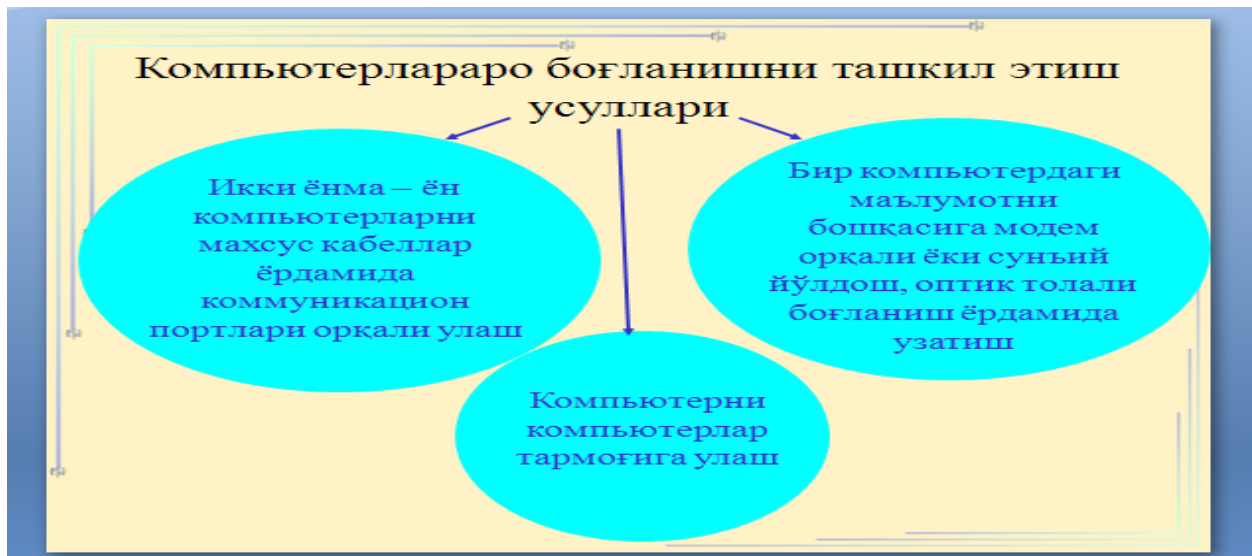 Компьютерлараро боғланишни ташкил этиш
усуллари
Икки ёнма – ён
компьютерларни
махсус кабеллар
ёрдамида
коммуникацион
портлари орқали улаш
Бир компьютердаги
маълумотни
бошқасига модем
орқали ёки сунъий
йўлдош, оптик толали
боғланиш ёрдамида
узатиш
Компьютерни
компьютерлар
тармоғига улаш